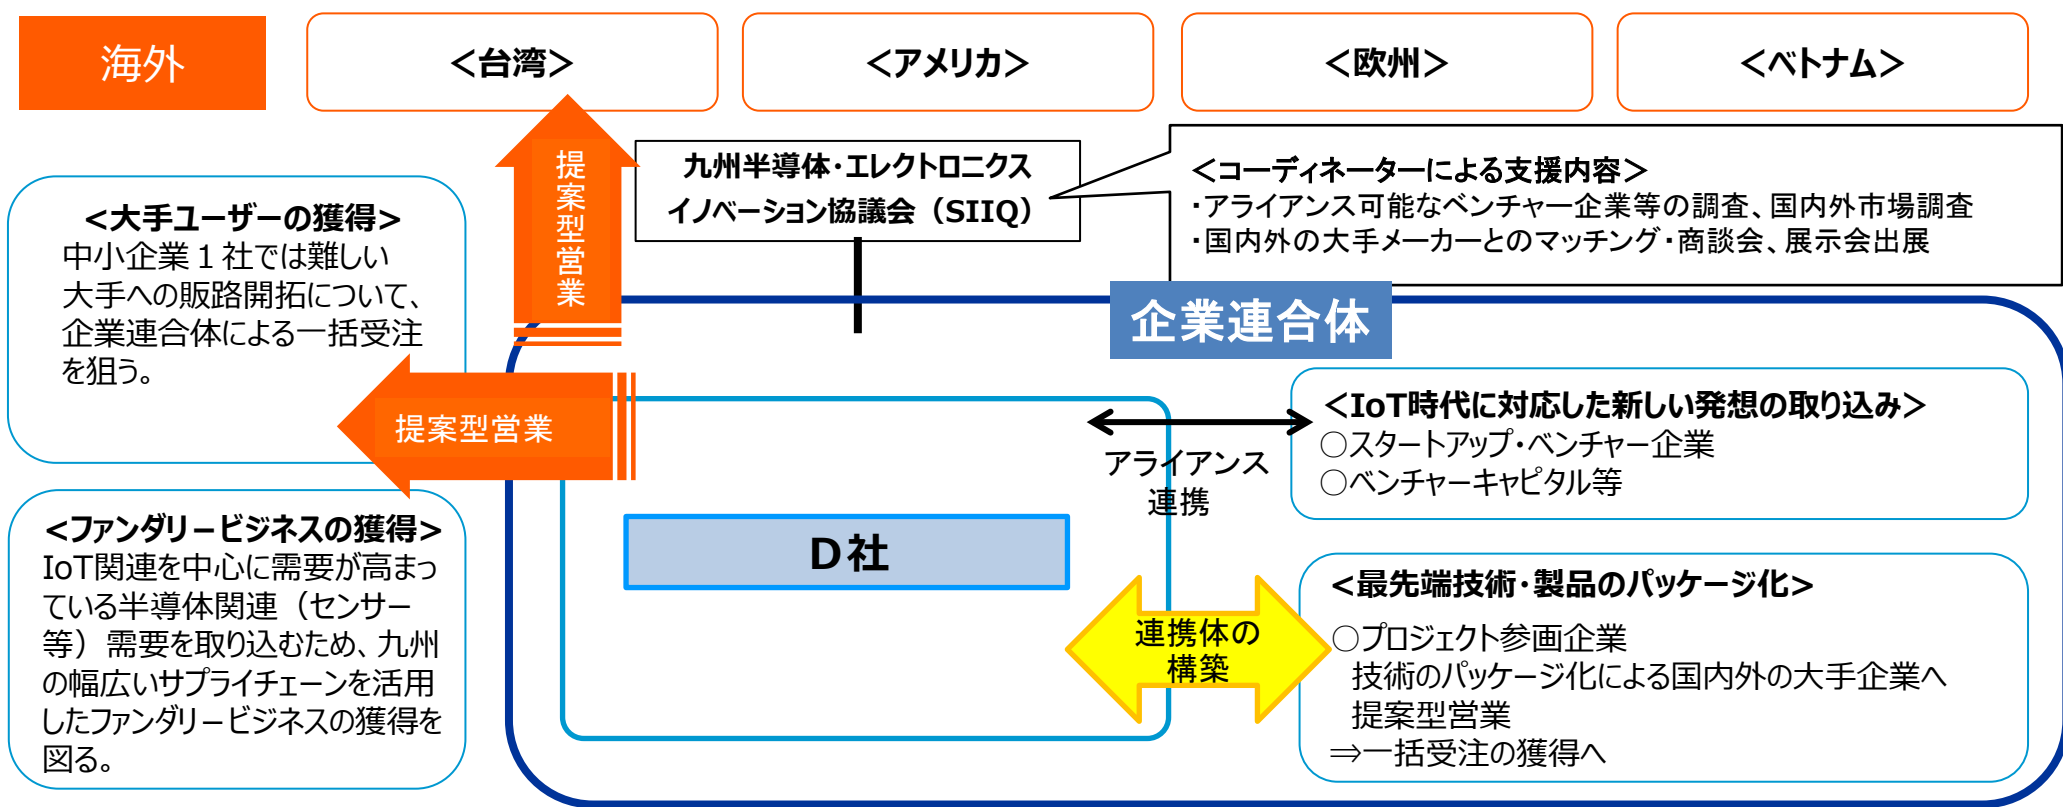 海外
＜台湾＞
＜アメリカ＞
＜欧州＞
＜ベトナム＞
提案型営業
九州半導体・エレクトロニクス
イノベーション協議会（SIIQ）
＜コーディネーターによる支援内容＞
・アライアンス可能なベンチャー企業等の調査、国内外市場調査
・国内外の大手メーカーとのマッチング・商談会、展示会出展
＜大手ユーザーの獲得＞
中小企業１社では難しい
大手への販路開拓について、
企業連合体による一括受注
を狙う。
企業連合体
提案型営業
＜IoT時代に対応した新しい発想の取り込み＞
○スタートアップ・ベンチャー企業
○ベンチャーキャピタル等
アライアンス
連携
＜ファンダリービジネスの獲得＞
IoT関連を中心に需要が高まっ
ている半導体関連（センサー
等）需要を取り込むため、九州
の幅広いサプライチェーンを活用
したファンダリービジネスの獲得を
図る。
Ｄ社
連携体の
構築
＜最先端技術・製品のパッケージ化＞
○プロジェクト参画企業
技術のパッケージ化による国内外の大手企業へ
提案型営業
⇒一括受注の獲得へ